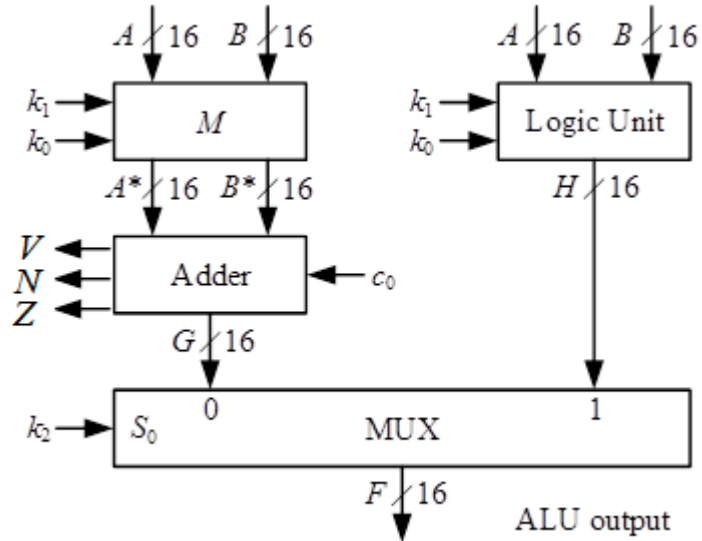 A 16 B 16 A 16 B 16
k₁ M k₁ Logic Unit
k₀ k₀
A* 16 B* 16 H 16
V
N Adder c₀
Z
G 16
0 1
k₂ S₀ MUX
F 16
ALU output